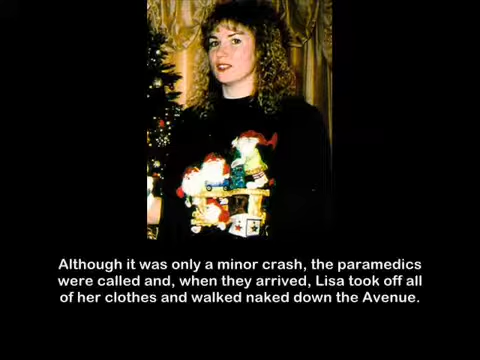 Although it was only a minor crash, the paramedics
were called and, when they arrived, Lisa took off all
of her clothes and walked naked down the Avenue.